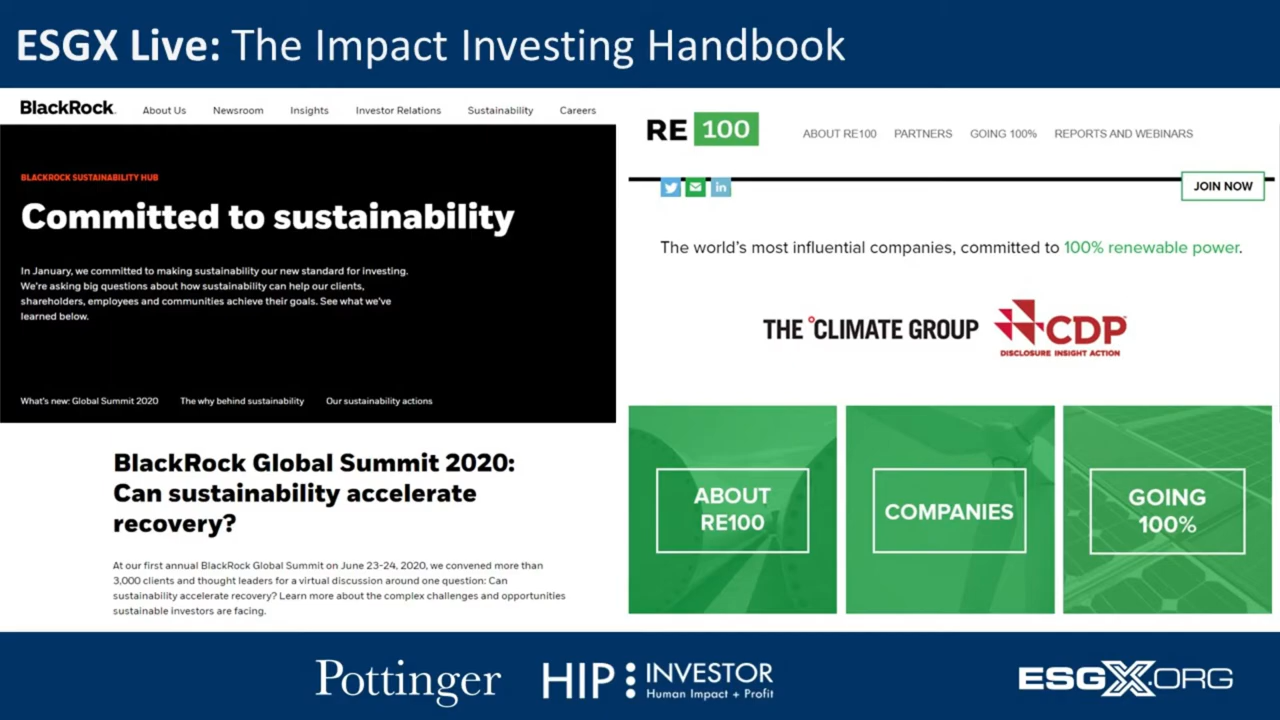 ESGX Live: The Impact Investing Handbook
BlackRock.
About Us Newsroom Insights Investor Relations Sustainability Careers
BLACKROCK SUSTAINABILITY HUB
Committed to sustainability
In January, we committed to making sustainability our new standard for investing.
We're asking big questions about how sustainability can help our clients,
shareholders, employees and communities achieve their goals. See what we've
learned below.
What's new: Global Summit 2020 The why behind sustainability Our sustainability actions
BlackRock Global Summit 2020:
Can sustainability accelerate
recovery?
At our first annual BlackRock Global Summit on June 23-24, 2020, we convened more than
3,000 clients and thought leaders for a virtual discussion around one question: Can
sustainability accelerate recovery? Learn more about the complex challenges and opportunities
sustainable investors are facing.
RE 100
ABOUT RE100 PARTNERS GOING 100% REPORTS AND WEBINARS
in
JOIN NOW
The world's most influential companies, committed to 100% renewable power.
THE °CLIMATE GROUP
CDP
DISCLOSURE INSIGHT ACTION
ABOUT
RE100
COMPANIES
GOING
100%
Pottinger
HIP INVESTOR
Human Impact + Profit
ESGX.ORG